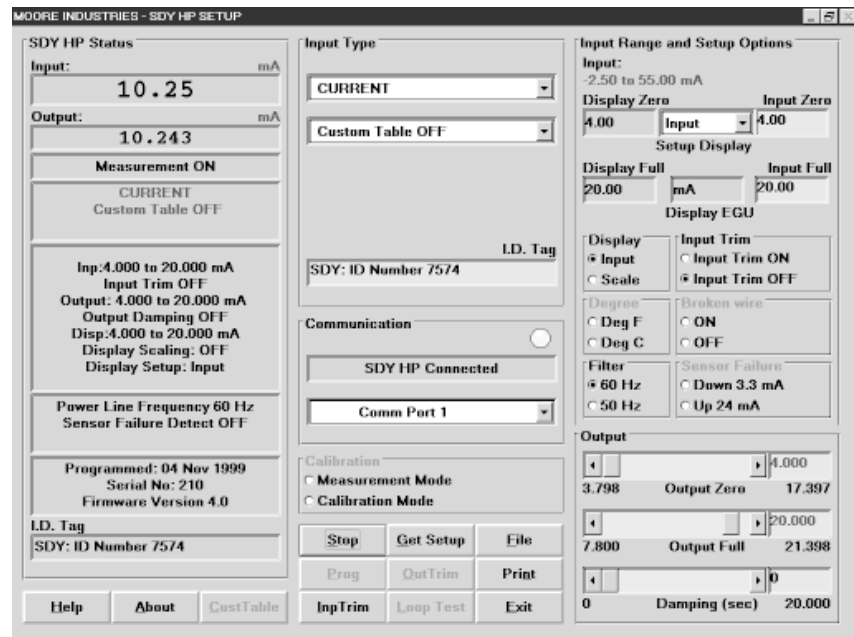 MOORE INDUSTRIES - SDY HP SETUP
SDY HP Status
Input: mA
10.25
Output: mA
10.243
Measurement ON
CURRENT
Custom Table OFF
Inp:4.000 to 20.000 mA
Input Trim OFF
Output: 4.000 to 20.000 mA
Output Damping OFF
Disp:4.000 to 20.000 mA
Display Scaling: OFF
Display Setup: Input
Power Line Frequency 60 Hz
Sensor Failure Detect OFF
Programmed: 04 Nov 1999
Serial No: 210
Firmware Version 4.0
I.D. Tag
SDY: ID Number 7574
Help About CustTable
Input Type
CURRENT
Custom Table OFF
I.D. Tag
SDY: ID Number 7574
Communication
SDY HP Connected
Comm Port 1
Calibration
Measurement Mode
Calibration Mode
Stop Get Setup File
Prog OutTrim Print
InpTrim Loop Test Exit
Input Range and Setup Options
Input:
-2.50 to 55.00 mA
Display Zero Input Zero
4.00 Input 4.00
Setup Display
Display Full Input Full
20.00 mA 20.00
Display EGU
Display Input Trim
Input Input Trim ON
Scale Input Trim OFF
Degree Broken wire
Deg F ON
Deg C OFF
Filter Sensor Failure
60 Hz Down 3.3 mA
50 Hz Up 24 mA
Output
4.000
3.798 Output Zero 17.397
20.000
7.800 Output Full 21.398
0
0 Damping (sec) 20.000